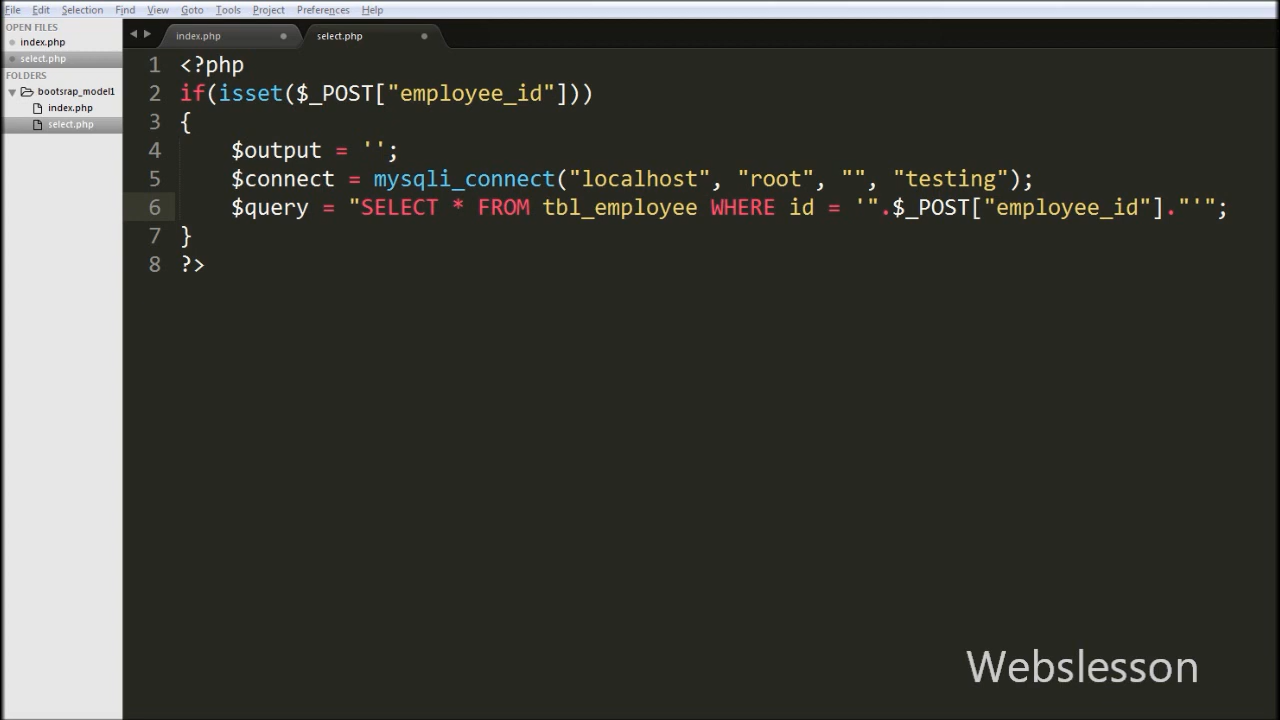 File Edit Selection Find View Goto Tools Project Preferences Help
OPEN FILES
index.php
select.php
FOLDERS
bootsrap_model1
index.php
select.php
index.php select.php
1 <?php
2 if(isset($_POST["employee_id"]))
3 {
4 $output = '';
5 $connect = mysqli_connect("localhost", "root", "", "testing");
6 $query = "SELECT * FROM tbl_employee WHERE id = '".$_POST["employee_id"]."'";
7 }
8 ?>
Webslesson